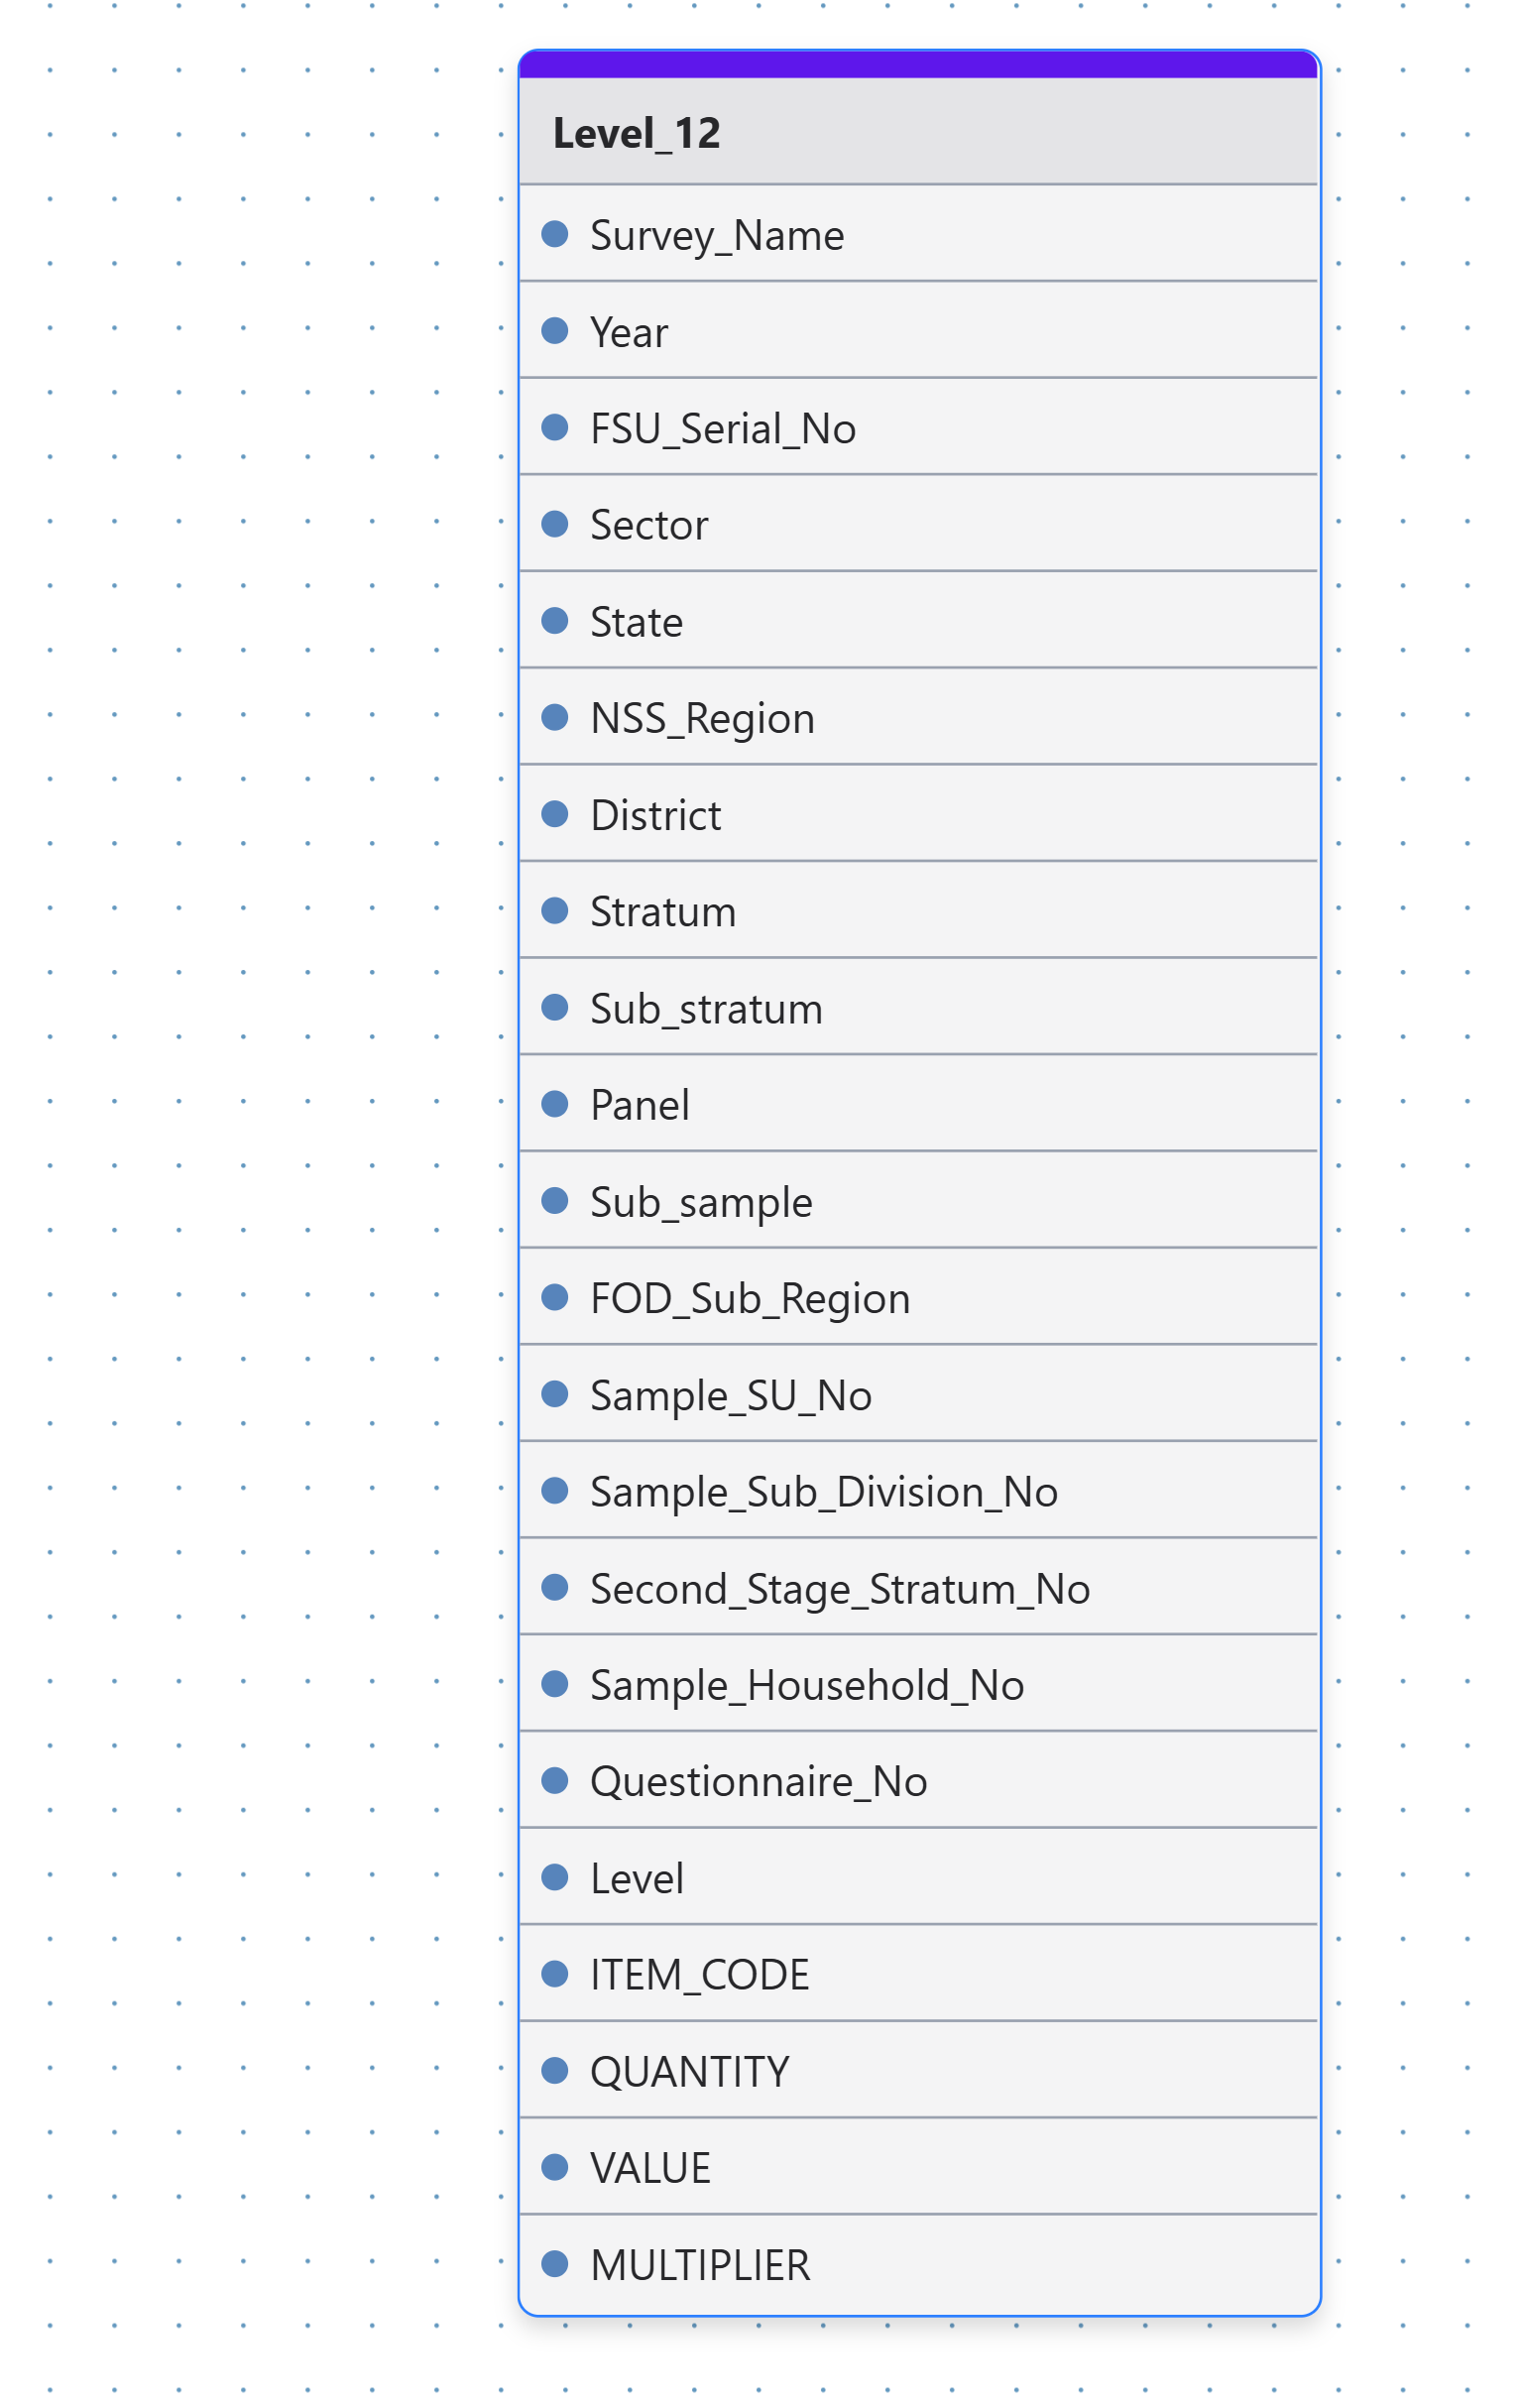 Level_12
Survey_Name
Year
FSU_Serial_No
Sector
State
NSS_Region
District
Stratum
Sub_stratum
Panel
Sub_sample
FOD_Sub_Region
Sample_SU_No
Sample_Sub_Division_No
Second_Stage_Stratum_No
Sample_Household_No
Questionnaire_No
Level
ITEM_CODE
QUANTITY
VALUE
MULTIPLIER